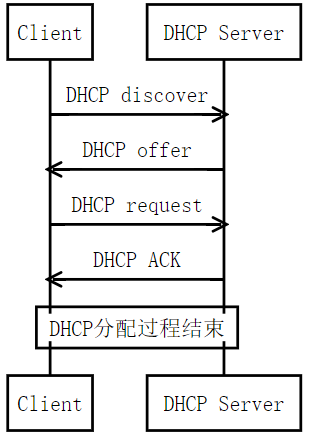 Client DHCP Server
DHCP discover
DHCP offer
DHCP request
DHCP ACK
DHCP分配过程结束
Client DHCP Server